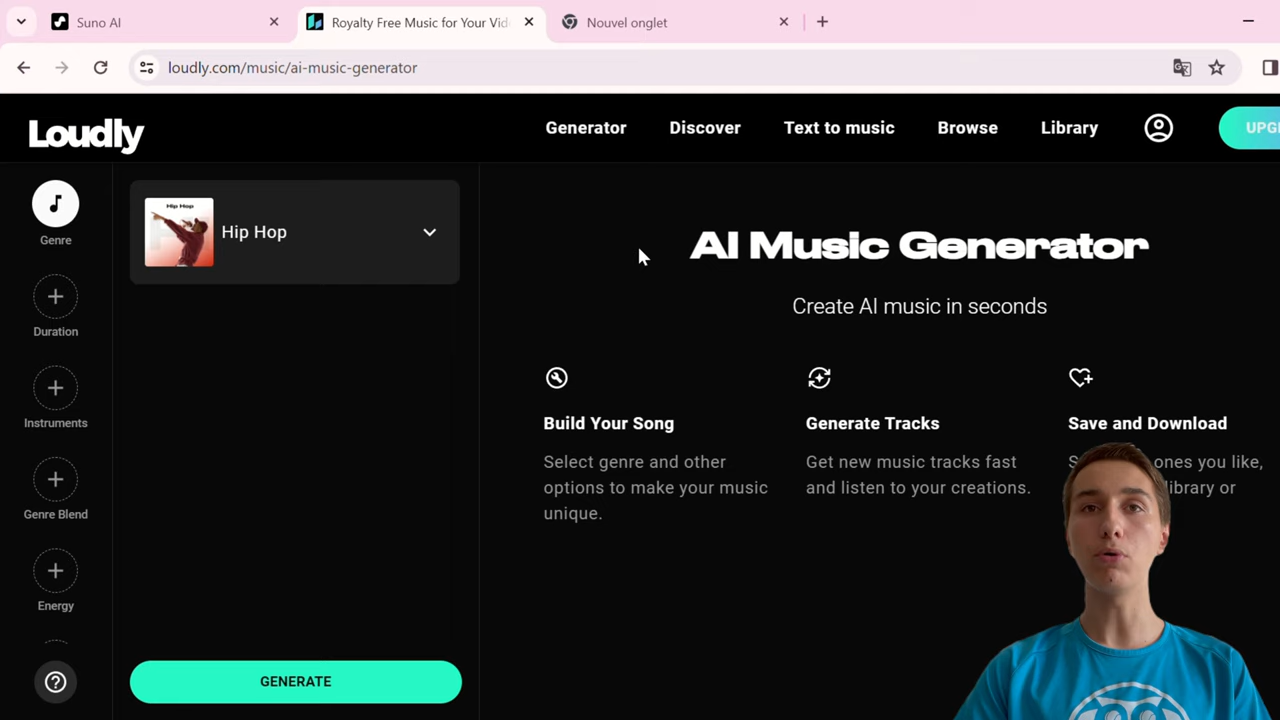 Suno AI
Royalty Free Music for Your Vid
Nouvel onglet
loudly.com/music/ai-music-generator
Loudly
Generator
Discover
Text to music
Browse
Library
UPG
Genre
Duration
Instruments
Genre Blend
Energy
Hip Hop
Hip Hop
GENERATE
AI Music Generator
Create AI music in seconds
Build Your Song
Select genre and other
options to make your music
unique.
Generate Tracks
Get new music tracks fast
and listen to your creations.
Save and Download
ones you like,
library or